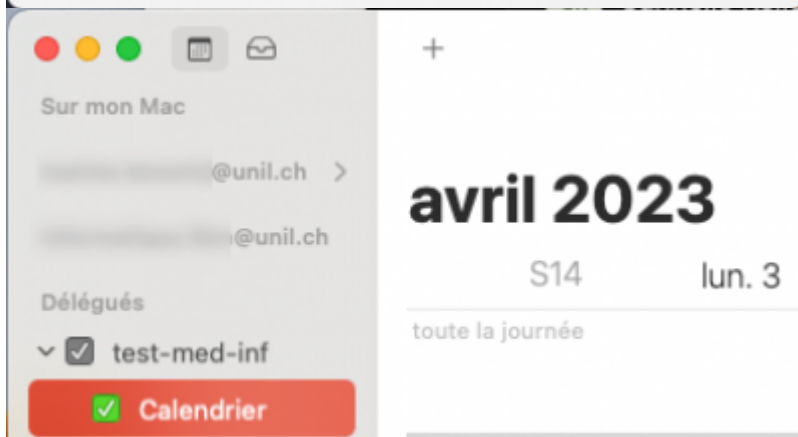 Sur mon Mac
@unil.ch
@unil.ch
Délégués
test-med-inf
Calendrier
avril 2023
S14 lun. 3
toute la journée